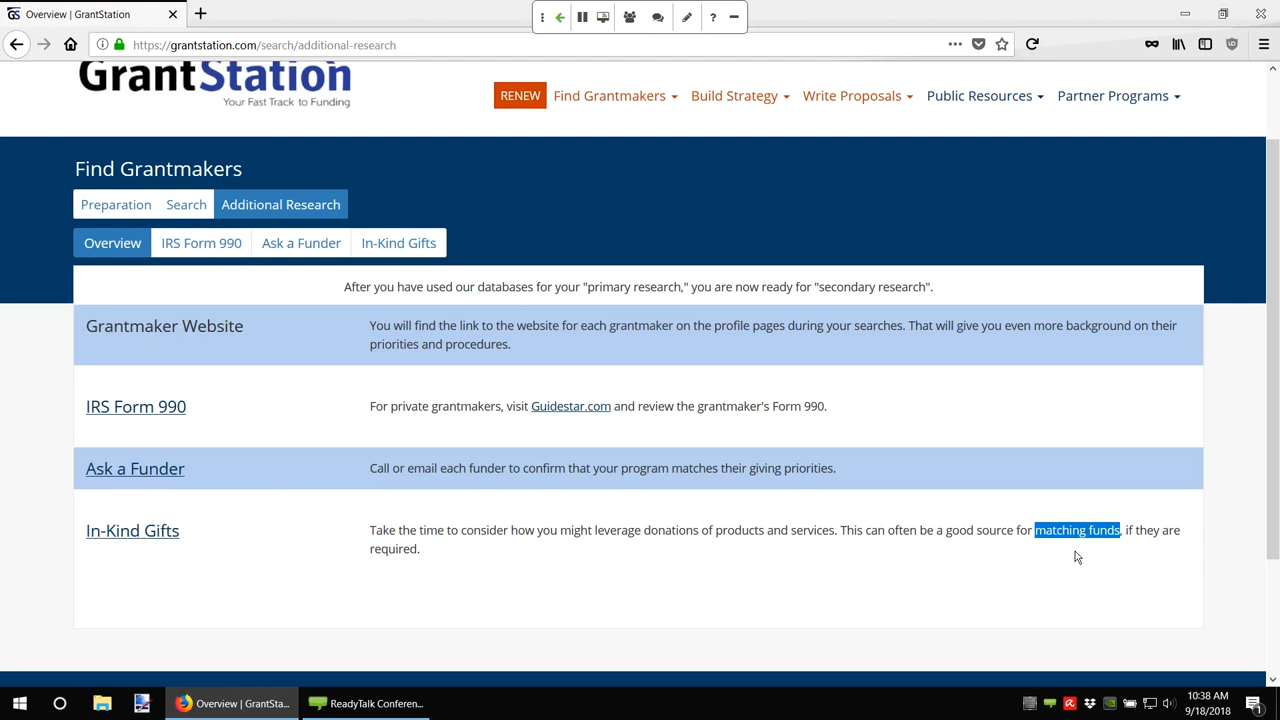 Overview | GrantStation
https://grantstation.com/search/additional-research
GrantStation
Your Fast Track to Funding
RENEW Find Grantmakers Build Strategy Write Proposals Public Resources Partner Programs
Find Grantmakers
Preparation Search Additional Research
Overview IRS Form 990 Ask a Funder In-Kind Gifts
After you have used our databases for your "primary research," you are now ready for "secondary research".
Grantmaker Website
You will find the link to the website for each grantmaker on the profile pages during your searches. That will give you even more background on their
priorities and procedures.
IRS Form 990
For private grantmakers, visit Guidestar.com and review the grantmaker's Form 990.
Ask a Funder
Call or email each funder to confirm that your program matches their giving priorities.
In-Kind Gifts
Take the time to consider how you might leverage donations of products and services. This can often be a good source for matching funds, if they are
required.
Overview | GrantSta...
ReadyTalk Conferen...
10:38 AM
9/18/2018
1